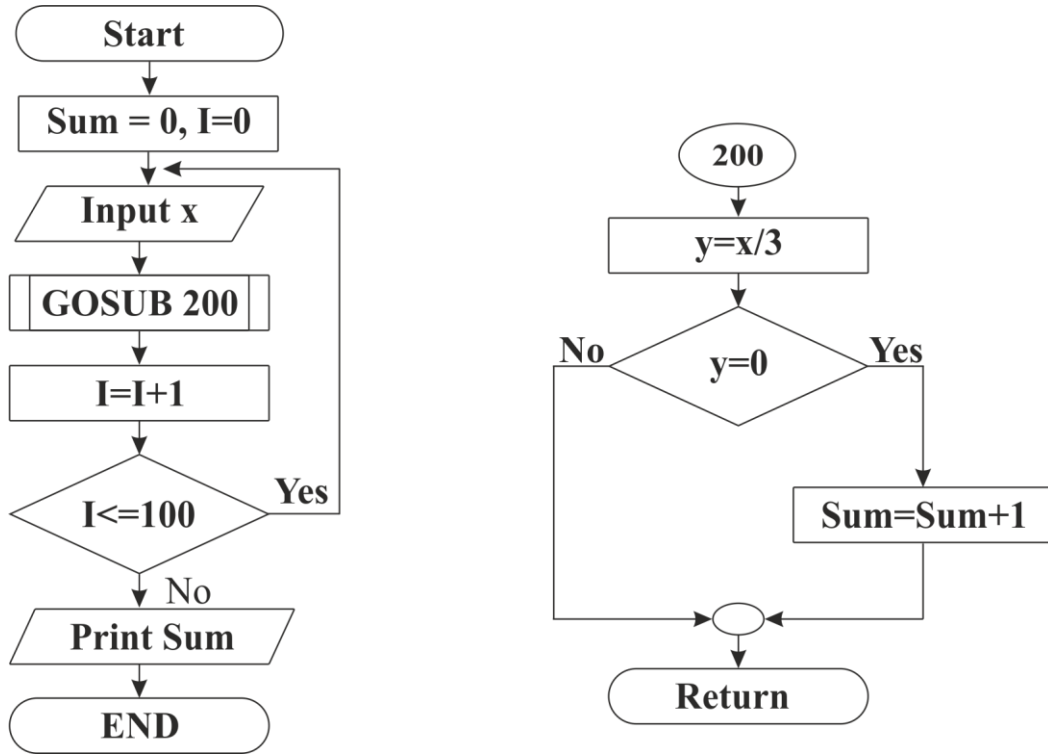 Start
Sum = 0, I=0
Input x
GOSUB 200
I=I+1
I<=100
Yes
No
Print Sum
END
200
y=x/3
y=0
No
Yes
Sum=Sum+1
Return